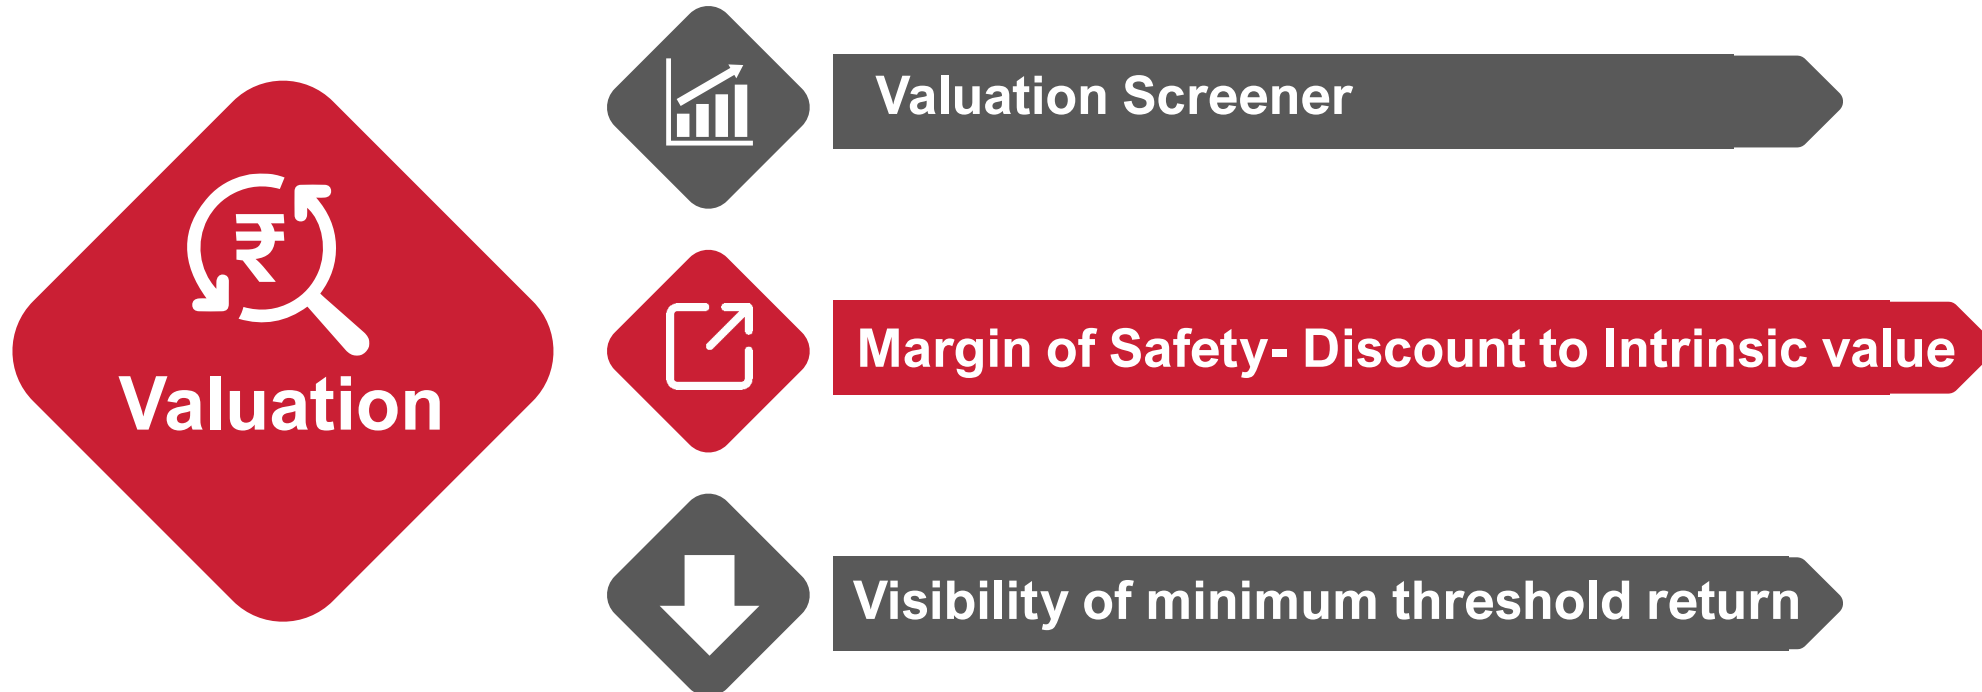 ₹
Valuation
Valuation Screener
Margin of Safety- Discount to Intrinsic value
Visibility of minimum threshold return